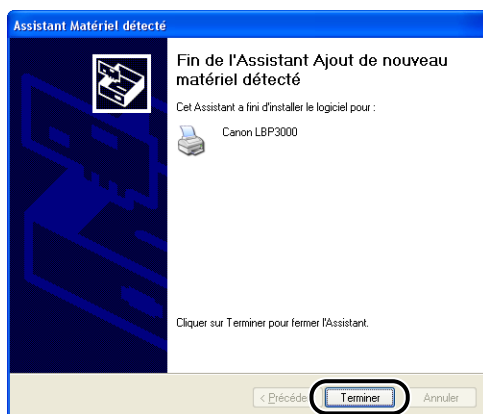 Assistant Matériel détecté
Fin de l'Assistant Ajout de nouveau
matériel détecté
Cet Assistant a fini d'installer le logiciel pour :
Canon LBP3000
Cliquer sur Terminer pour fermer l'Assistant.
< Précéde Terminer Annuler